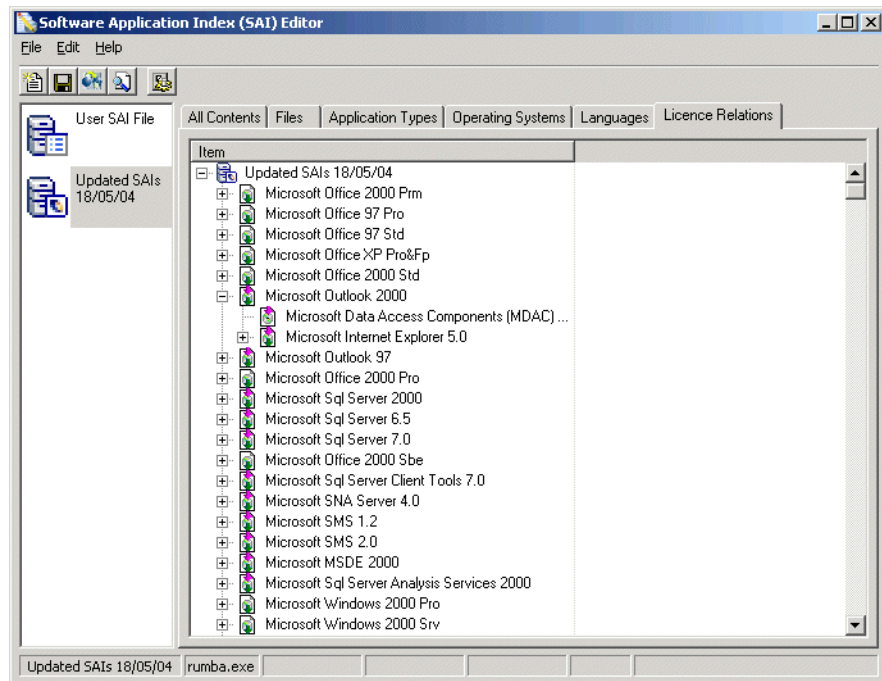 Software Application Index (SAI) Editor
File Edit Help
User SAI File
Updated SAIs
18/05/04
All Contents Files Application Types Operating Systems Languages Licence Relations
Item
Updated SAIs 18/05/04
Microsoft Office 2000 Prm
Microsoft Office 97 Pro
Microsoft Office 97 Std
Microsoft Office XP Pro&Fp
Microsoft Office 2000 Std
Microsoft Outlook 2000
Microsoft Data Access Components (MDAC) ...
Microsoft Internet Explorer 5.0
Microsoft Outlook 97
Microsoft Office 2000 Pro
Microsoft Sql Server 2000
Microsoft Sql Server 6.5
Microsoft Sql Server 7.0
Microsoft Office 2000 Sbe
Microsoft Sql Server Client Tools 7.0
Microsoft SNA Server 4.0
Microsoft SMS 1.2
Microsoft SMS 2.0
Microsoft MSDE 2000
Microsoft Sql Server Analysis Services 2000
Microsoft Windows 2000 Pro
Microsoft Windows 2000 Srv
Updated SAIs 18/05/04 rumba.exe